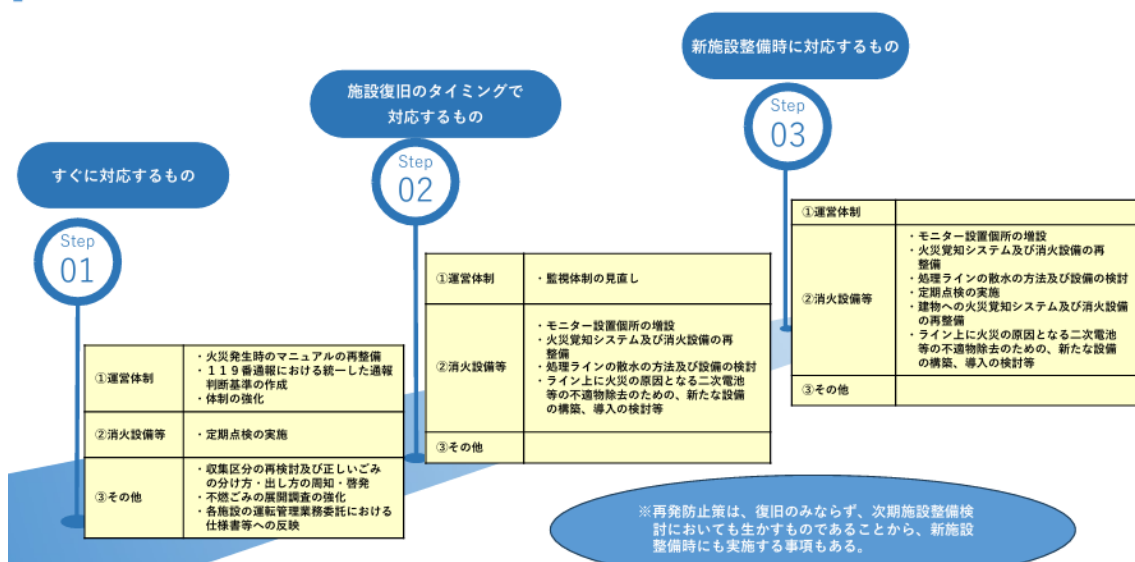 すぐに対応するもの
Step
01
①運営体制
・火災発生時のマニュアルの再整備
・119番通報における統一した通報
判断基準の作成
・体制の強化
②消火設備等
・定期点検の実施
③その他
・収集区分の再検討及び正しいごみ
の分け方・出し方の周知・啓発
・不燃ごみの展開調査の強化
・各施設の運転管理業務委託における
仕様書等への反映
施設復旧のタイミングで
対応するもの
Step
02
①運営体制
・監視体制の見直し
②消火設備等
・モニター設置個所の増設
・火災覚知システム及び消火設備の再
整備
・処理ラインの散水の方法及び設備の検討
・ライン上に火災の原因となる二次電池
等の不適物除去のための、新たな設備
の構築、導入の検討等
③その他
新施設整備時に対応するもの
Step
03
①運営体制
②消火設備等
・モニター設置個所の増設
・火災覚知システム及び消火設備の再
整備
・処理ラインの散水の方法及び設備の検討
・定期点検の実施
・建物への火災覚知システム及び消火設備
の再整備
・ライン上に火災の原因となる二次電池
等の不適物除去のための、新たな設備
の構築、導入の検討等
③その他
※再発防止策は、復旧のみならず、次期施設整備検
討においても生かすものであることから、新施設
整備時にも実施する事項もある。